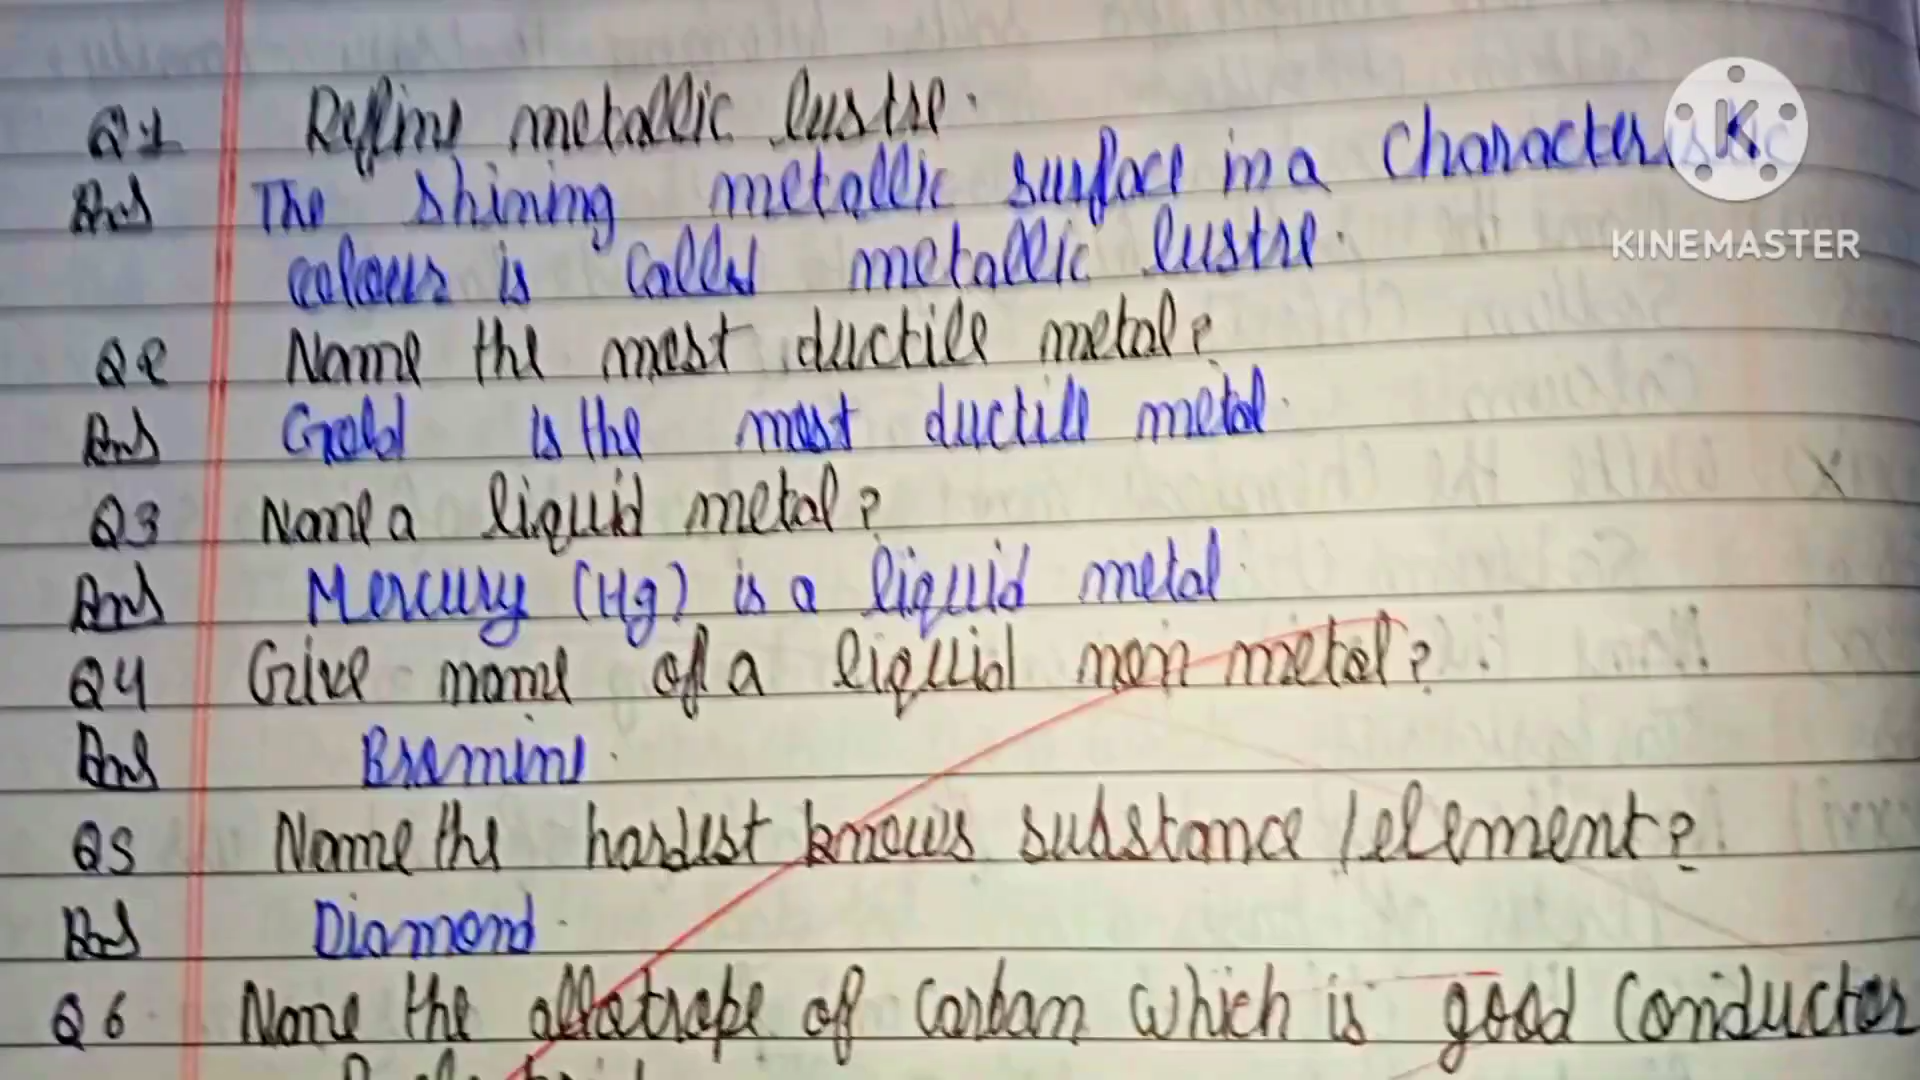 Q1 Define metallic lustre.
Ans The shining metallic surface in a characteristic
colour is called metallic lustre.
Q2 Name the most ductile metal?
Ans Gold is the most ductile metal.
Q3 Name a liquid metal?
Ans Mercury (Hg) is a liquid metal.
Q4 Give name of a liquid non metal?
Ans Bromine.
Q5 Name the hardest knows substance / element?
Ans Diamond.
Q6 Name the allotrope of carbon which is good conductor
K
KINEMASTER